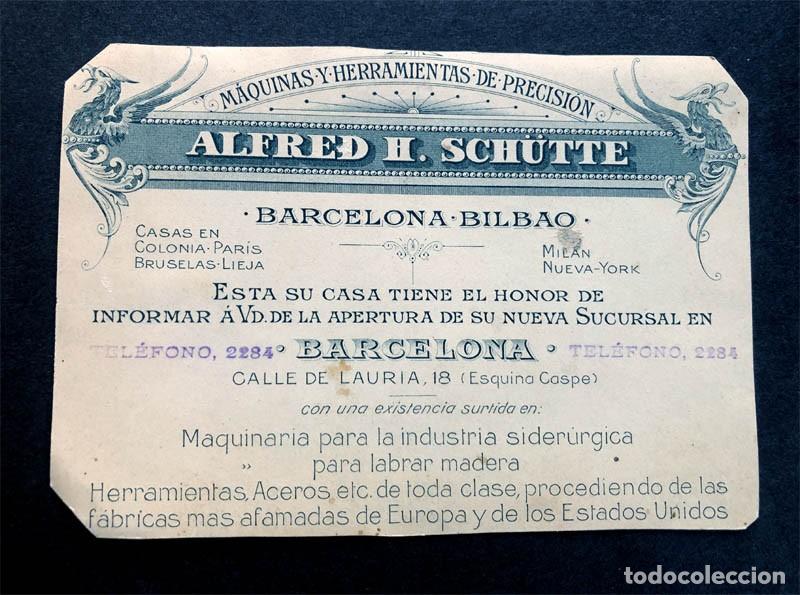 MÁQUINAS·Y·HERRAMIENTAS·DE·PRECISIÓN
ALFRED H. SCHÜTTE
·BARCELONA·BILBAO·
CASAS EN
COLONIA·PARÍS
BRUSELAS·LIEJA
MILÁN
NUEVA-YORK
ESTA SU CASA TIENE EL HONOR DE
INFORMAR Á VD. DE LA APERTURA DE SU NUEVA SUCURSAL EN
TELÉFONO, 2284 · BARCELONA · TELÉFONO, 2284
CALLE DE LAURIA, 18 (Esquina Caspe)
con una existencia surtida en:
Maquinaria para la industria siderúrgica
„ para labrar madera
Herramientas, Aceros, etc. de toda clase, procediendo de las
fábricas mas afamadas de Europa y de los Estados Unidos
todocoleccion